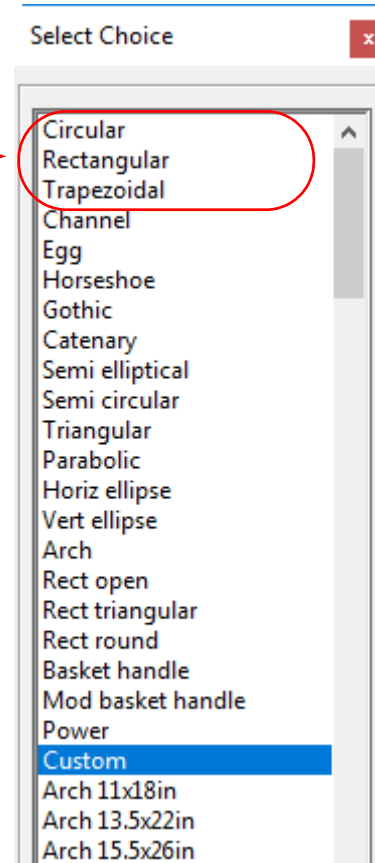 Select Choice
x
Circular
Rectangular
Trapezoidal
Channel
Egg
Horseshoe
Gothic
Catenary
Semi elliptical
Semi circular
Triangular
Parabolic
Horiz ellipse
Vert ellipse
Arch
Rect open
Rect triangular
Rect round
Basket handle
Mod basket handle
Power
Custom
Arch 11x18in
Arch 13.5x22in
Arch 15.5x26in